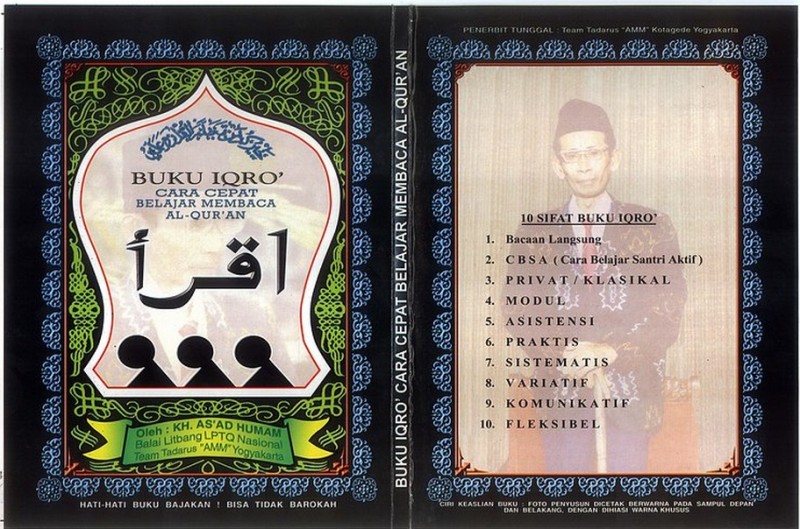 BUKU IQRO'
CARA CEPAT
BELAJAR MEMBACA
AL-QUR'AN
اقرأ
Oleh : KH. AS'AD HUMAM
Balai Litbang LPTQ Nasional
Team Tadarus "AMM" Yogyakarta
HATI-HATI BUKU BAJAKAN ! BISA TIDAK BAROKAH
BUKU IQRO' CARA CEPAT BELAJAR MEMBACA AL-QUR'AN
PENERBIT TUNGGAL : Team Tadarus "AMM" Kotagede Yogyakarta
10 SIFAT BUKU IQRO'
1. Bacaan Langsung
2. C B S A ( Cara Belajar Santri Aktif )
3. PRIVAT / KLASIKAL
4. MODUL
5. ASISTENSI
6. PRAKTIS
7. SISTEMATIS
8. VARIATIF
9. KOMUNIKATIF
10. FLEKSIBEL
CIRI KEASLIAN BUKU : FOTO PENYUSUN DICETAK BERWARNA PADA SAMPUL DEPAN
DAN BELAKANG, DENGAN DIHIASI WARNA KHUSUS